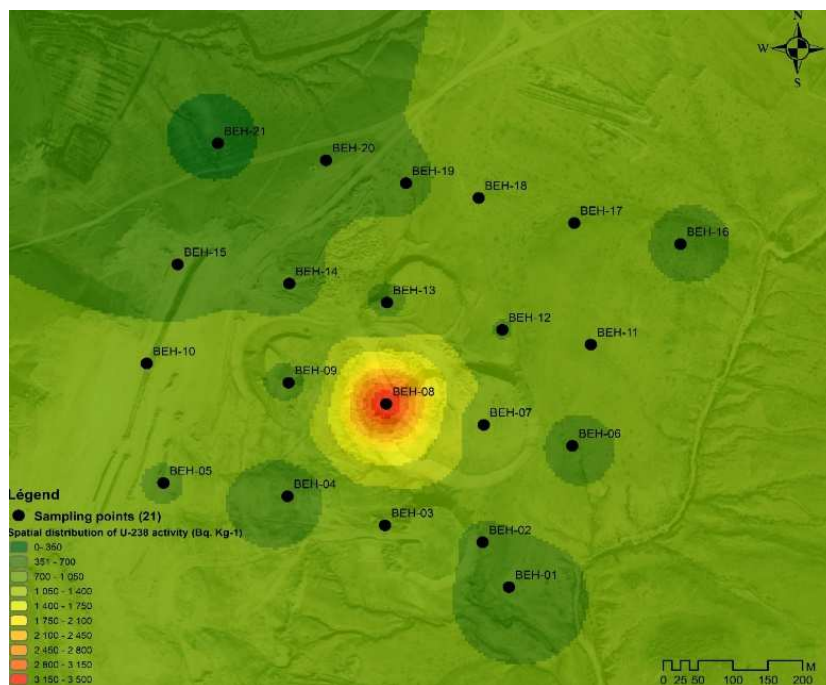 N
W
S
BEH-21
BEH-20
BEH-19
BEH-18
BEH-17
BEH-16
BEH-15
BEH-14
BEH-13
BEH-12
BEH-11
BEH-10
BEH-09
BEH-08
BEH-07
BEH-06
BEH-05
BEH-04
BEH-03
BEH-02
BEH-01
Légend
Sampling points (21)
Spatial distribution of U-238 activity (Bq. Kg-1)
0- 350
351 - 700
700 - 1 050
1 050 - 1 400
1 400 - 1 750
1 750 - 2 100
2 100 - 2 450
2 450 - 2 800
2 800 - 3 150
3 150 - 3 500
M
0 25 50 100 150 200